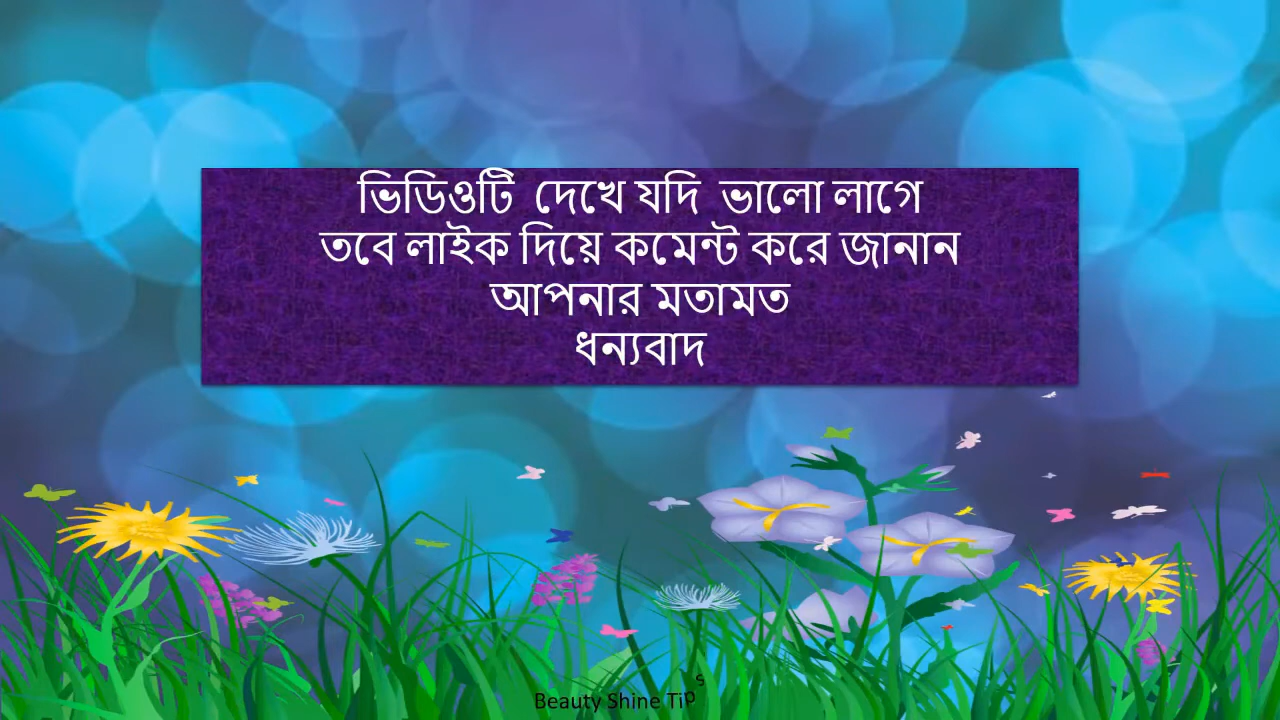 ভিডিওটি দেখে যদি ভালো লাগে
তবে লাইক দিয়ে কমেন্ট করে জানান
আপনার মতামত
ধন্যবাদ
Beauty Shine Tips